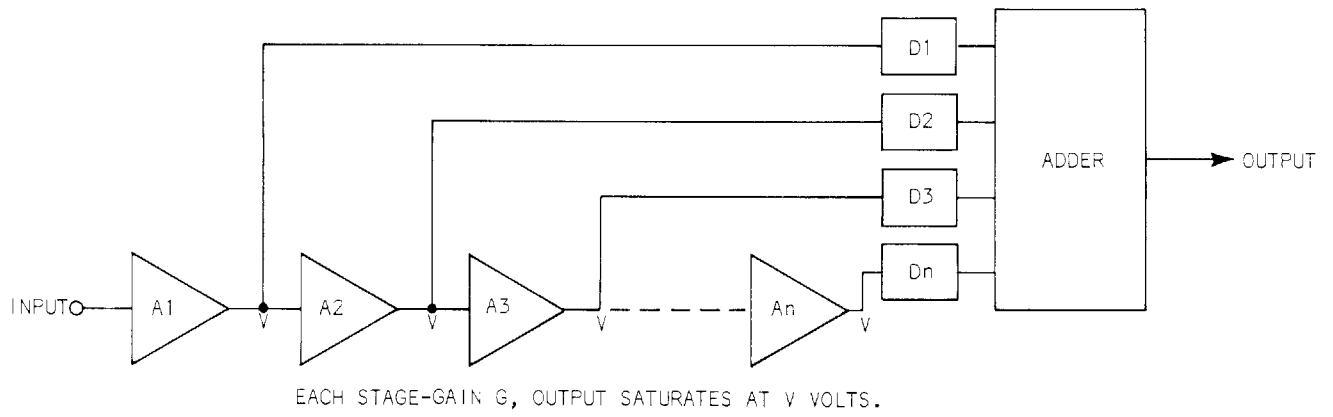 D1
D2
ADDER
OUTPUT
D3
Dn
INPUT
A1
A2
A3
An
V
V
V
V
EACH STAGE-GAIN G, OUTPUT SATURATES AT V VOLTS.